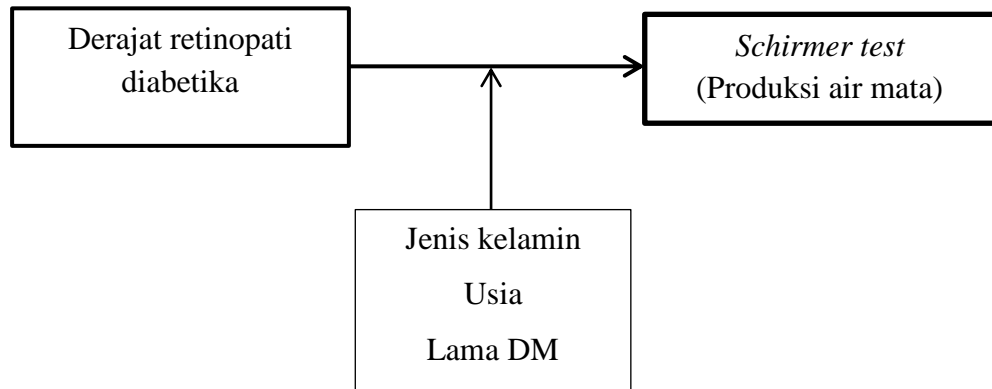 Derajat retinopati
diabetika
Schirmer test
(Produksi air mata)
Jenis kelamin
Usia
Lama DM